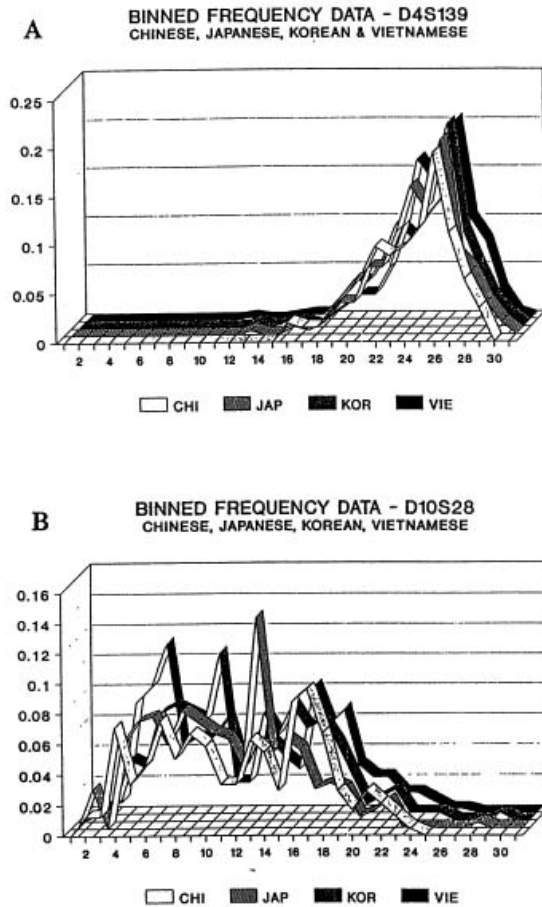 A
BINNED FREQUENCY DATA - D4S139
CHINESE, JAPANESE, KOREAN & VIETNAMESE
0.25
0.2
0.15
0.1
0.05
0
2 4 6 8 10 12 14 16 18 20 22 24 26 28 30
CHI JAP KOR VIE
B
BINNED FREQUENCY DATA - D10S28
CHINESE, JAPANESE, KOREAN, VIETNAMESE
0.16
0.14
0.12
0.1
0.08
0.06
0.04
0.02
0
2 4 6 8 10 12 14 16 18 20 22 24 26 28 30
CHI JAP KOR VIE